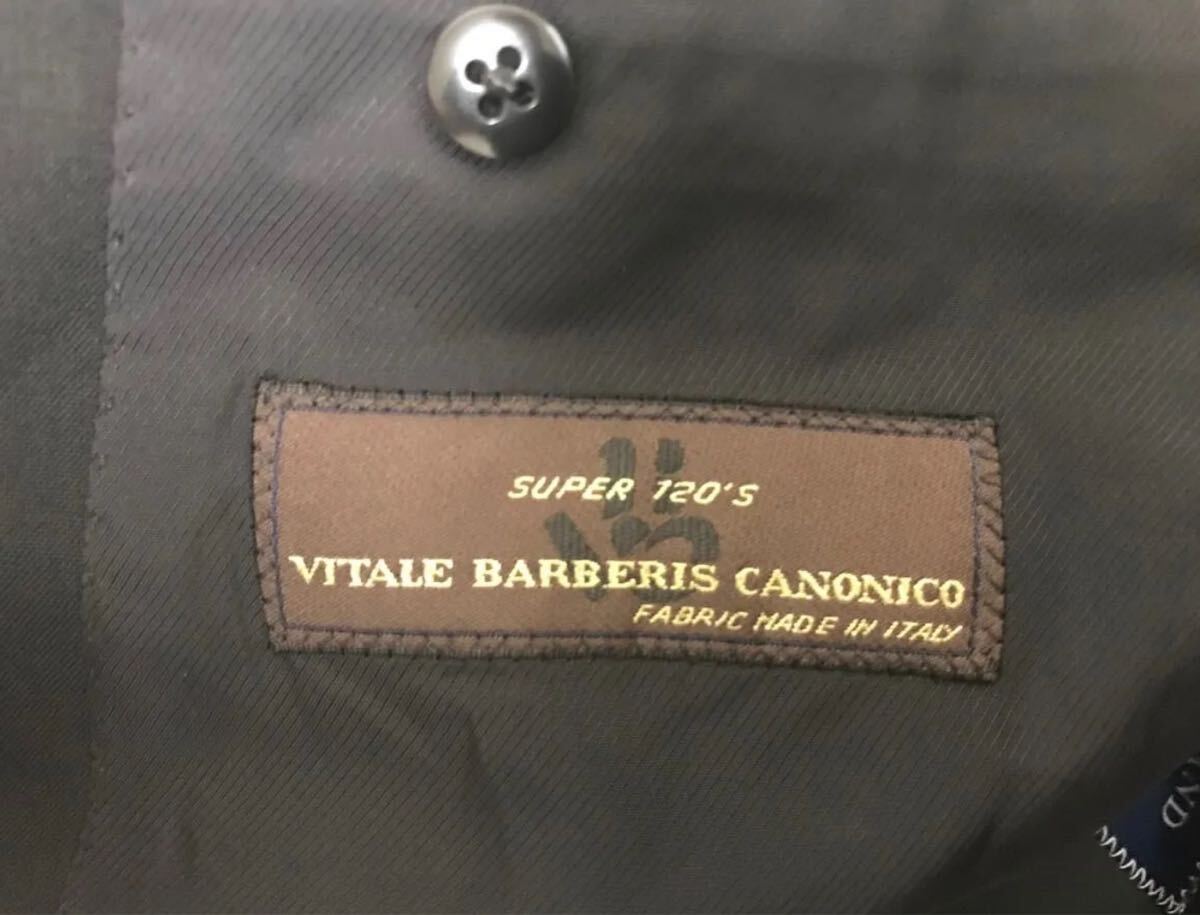 SUPER 120'S
VITALE BARBERIS CANONICO
FABRIC MADE IN ITALY